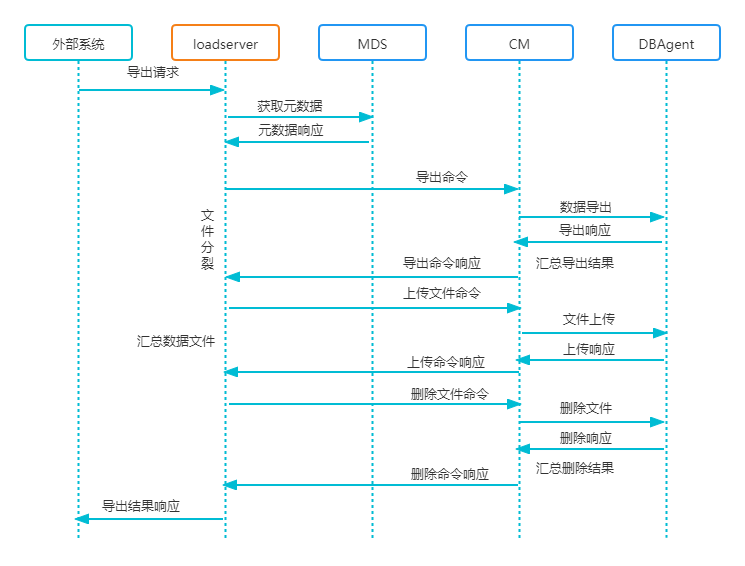 外部系统
loadserver
MDS
CM
DBAgent
导出请求
获取元数据
元数据响应
导出命令
数据导出
文件分裂
导出响应
导出命令响应
汇总导出结果
上传文件命令
文件上传
汇总数据文件
上传响应
上传命令响应
删除文件命令
删除文件
删除响应
汇总删除结果
删除命令响应
导出结果响应